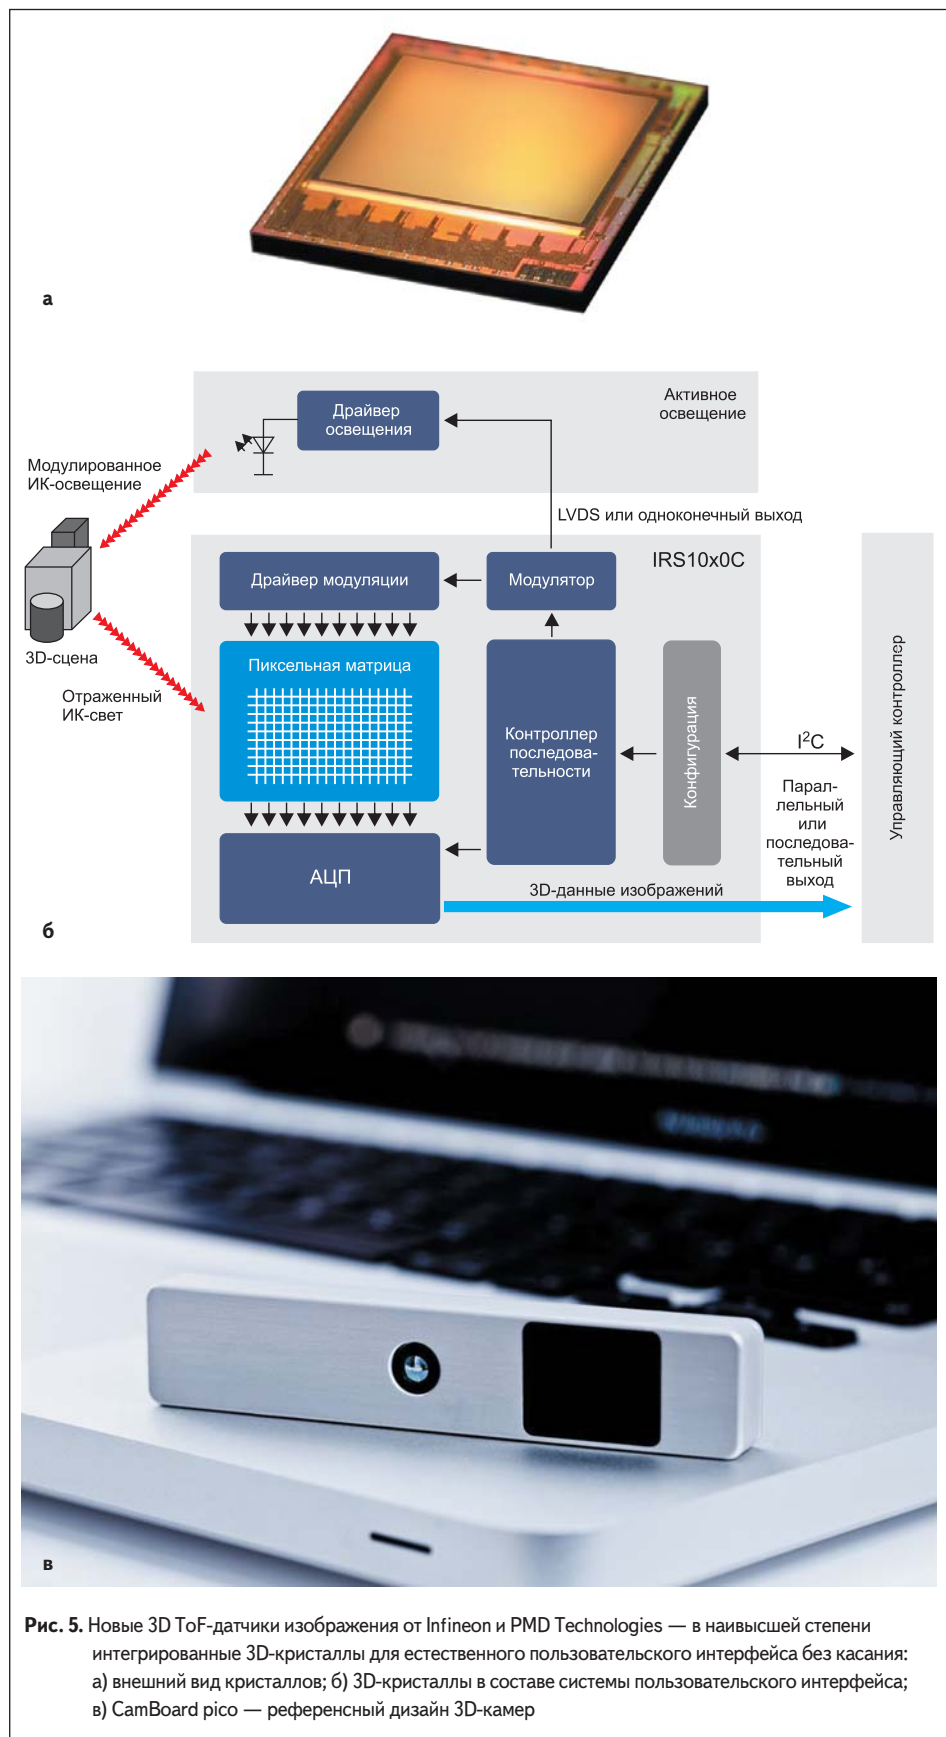 а
Активное
освещение
Драйвер
освещения
Модулированное
ИК-освещение
LVDS или одноконечный выход
IRS10x0C
Драйвер модуляции
Модулятор
3D-сцена
Пиксельная матрица
Отраженный
ИК-свет
Контроллер
последова-
тельности
Конфигурация
I²C
Управляющий контроллер
Парал-
лельный
или
последова-
тельный
выход
АЦП
3D-данные изображений
б
в
Рис. 5. Новые 3D ToF-датчики изображения от Infineon и PMD Technologies — в наивысшей степени
интегрированные 3D-кристаллы для естественного пользовательского интерфейса без касания:
а) внешний вид кристаллов; б) 3D-кристаллы в составе системы пользовательского интерфейса;
в) CamBoard pico — референсный дизайн 3D-камер